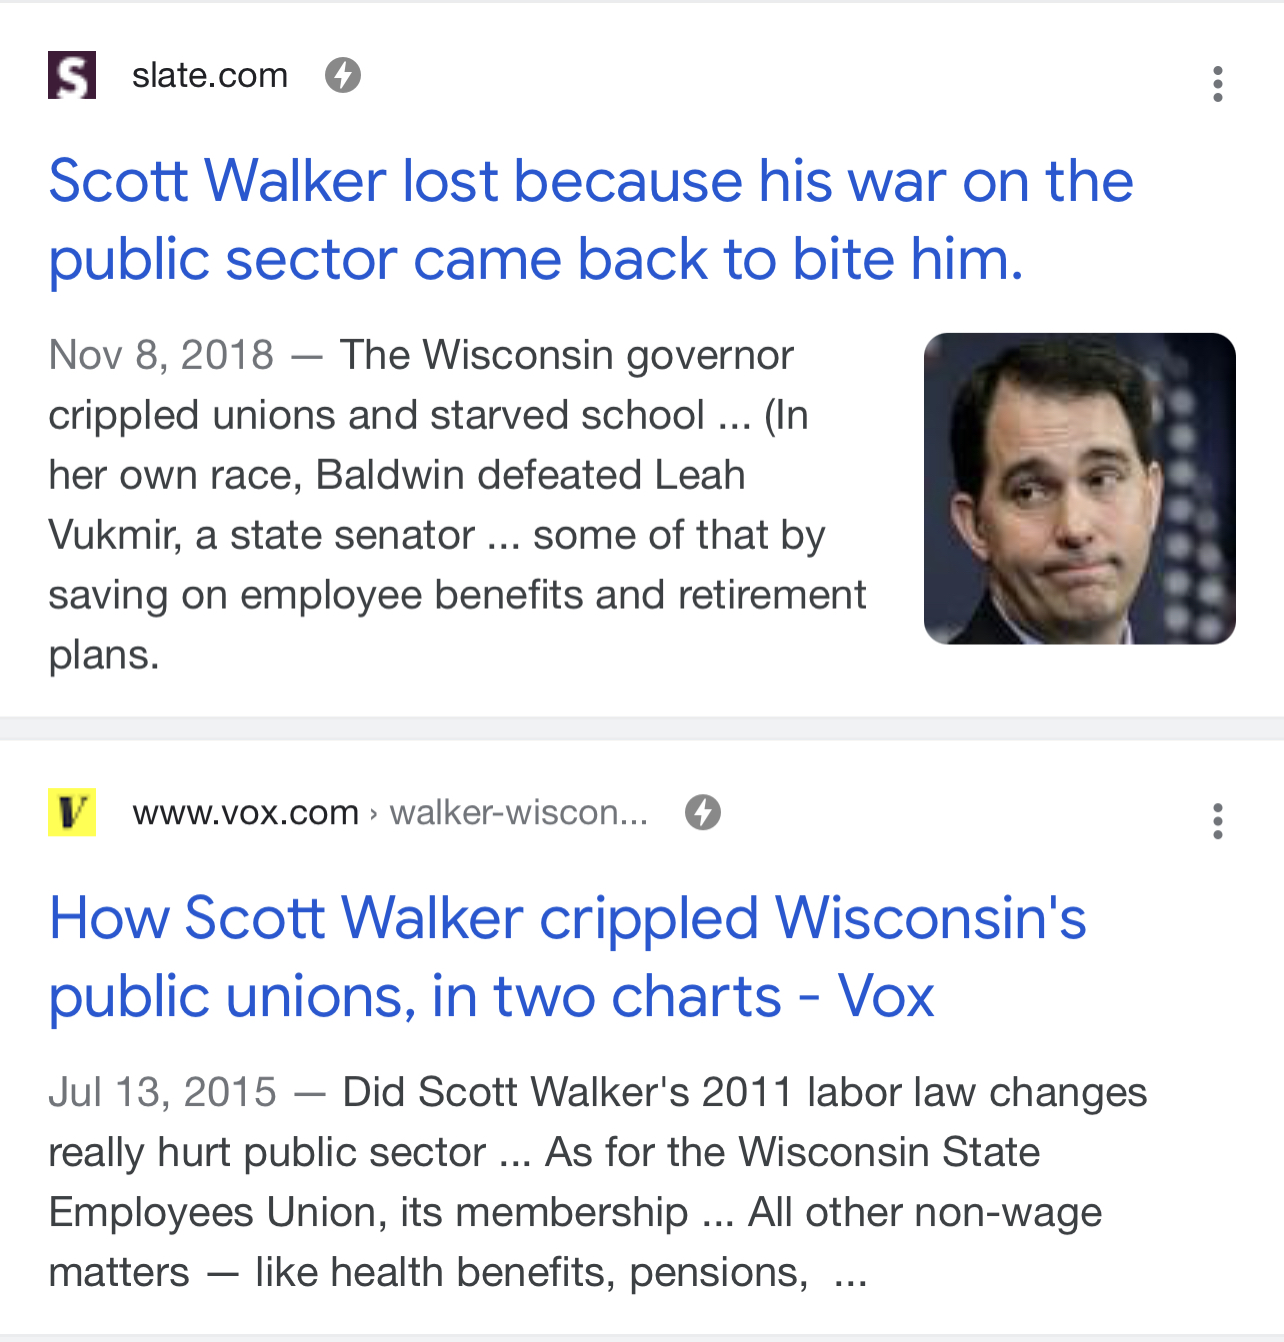 slate.com
Scott Walker lost because his war on the
public sector came back to bite him.
Nov 8, 2018 — The Wisconsin governor
crippled unions and starved school ... (In
her own race, Baldwin defeated Leah
Vukmir, a state senator ... some of that by
saving on employee benefits and retirement
plans.
www.vox.com › walker-wiscon...
How Scott Walker crippled Wisconsin's
public unions, in two charts - Vox
Jul 13, 2015 — Did Scott Walker's 2011 labor law changes
really hurt public sector ... As for the Wisconsin State
Employees Union, its membership ... All other non-wage
matters — like health benefits, pensions, ...